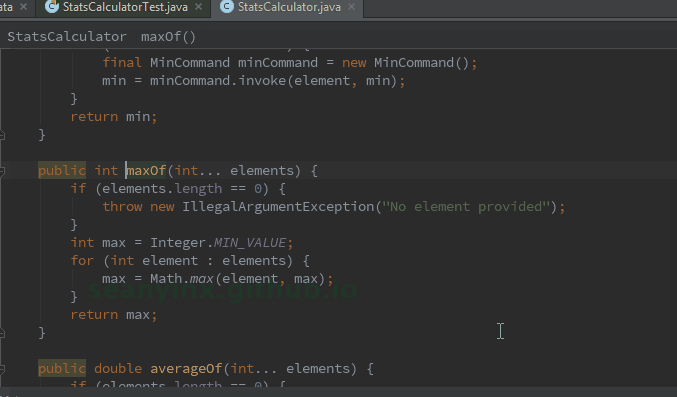 ata × StatsCalculatorTest.java × StatsCalculator.java ×
StatsCalculator maxOf()
final MinCommand minCommand = new MinCommand();
min = minCommand.invoke(element, min);
}
return min;
}
public int maxOf(int... elements) {
if (elements.length == 0) {
throw new IllegalArgumentException("No element provided");
}
int max = Integer.MIN_VALUE;
for (int element : elements) {
max = Math.max(element, max);
seanyinx.github.io
}
return max;
}
public double averageOf(int... elements) {
if (elements.length == 0) {